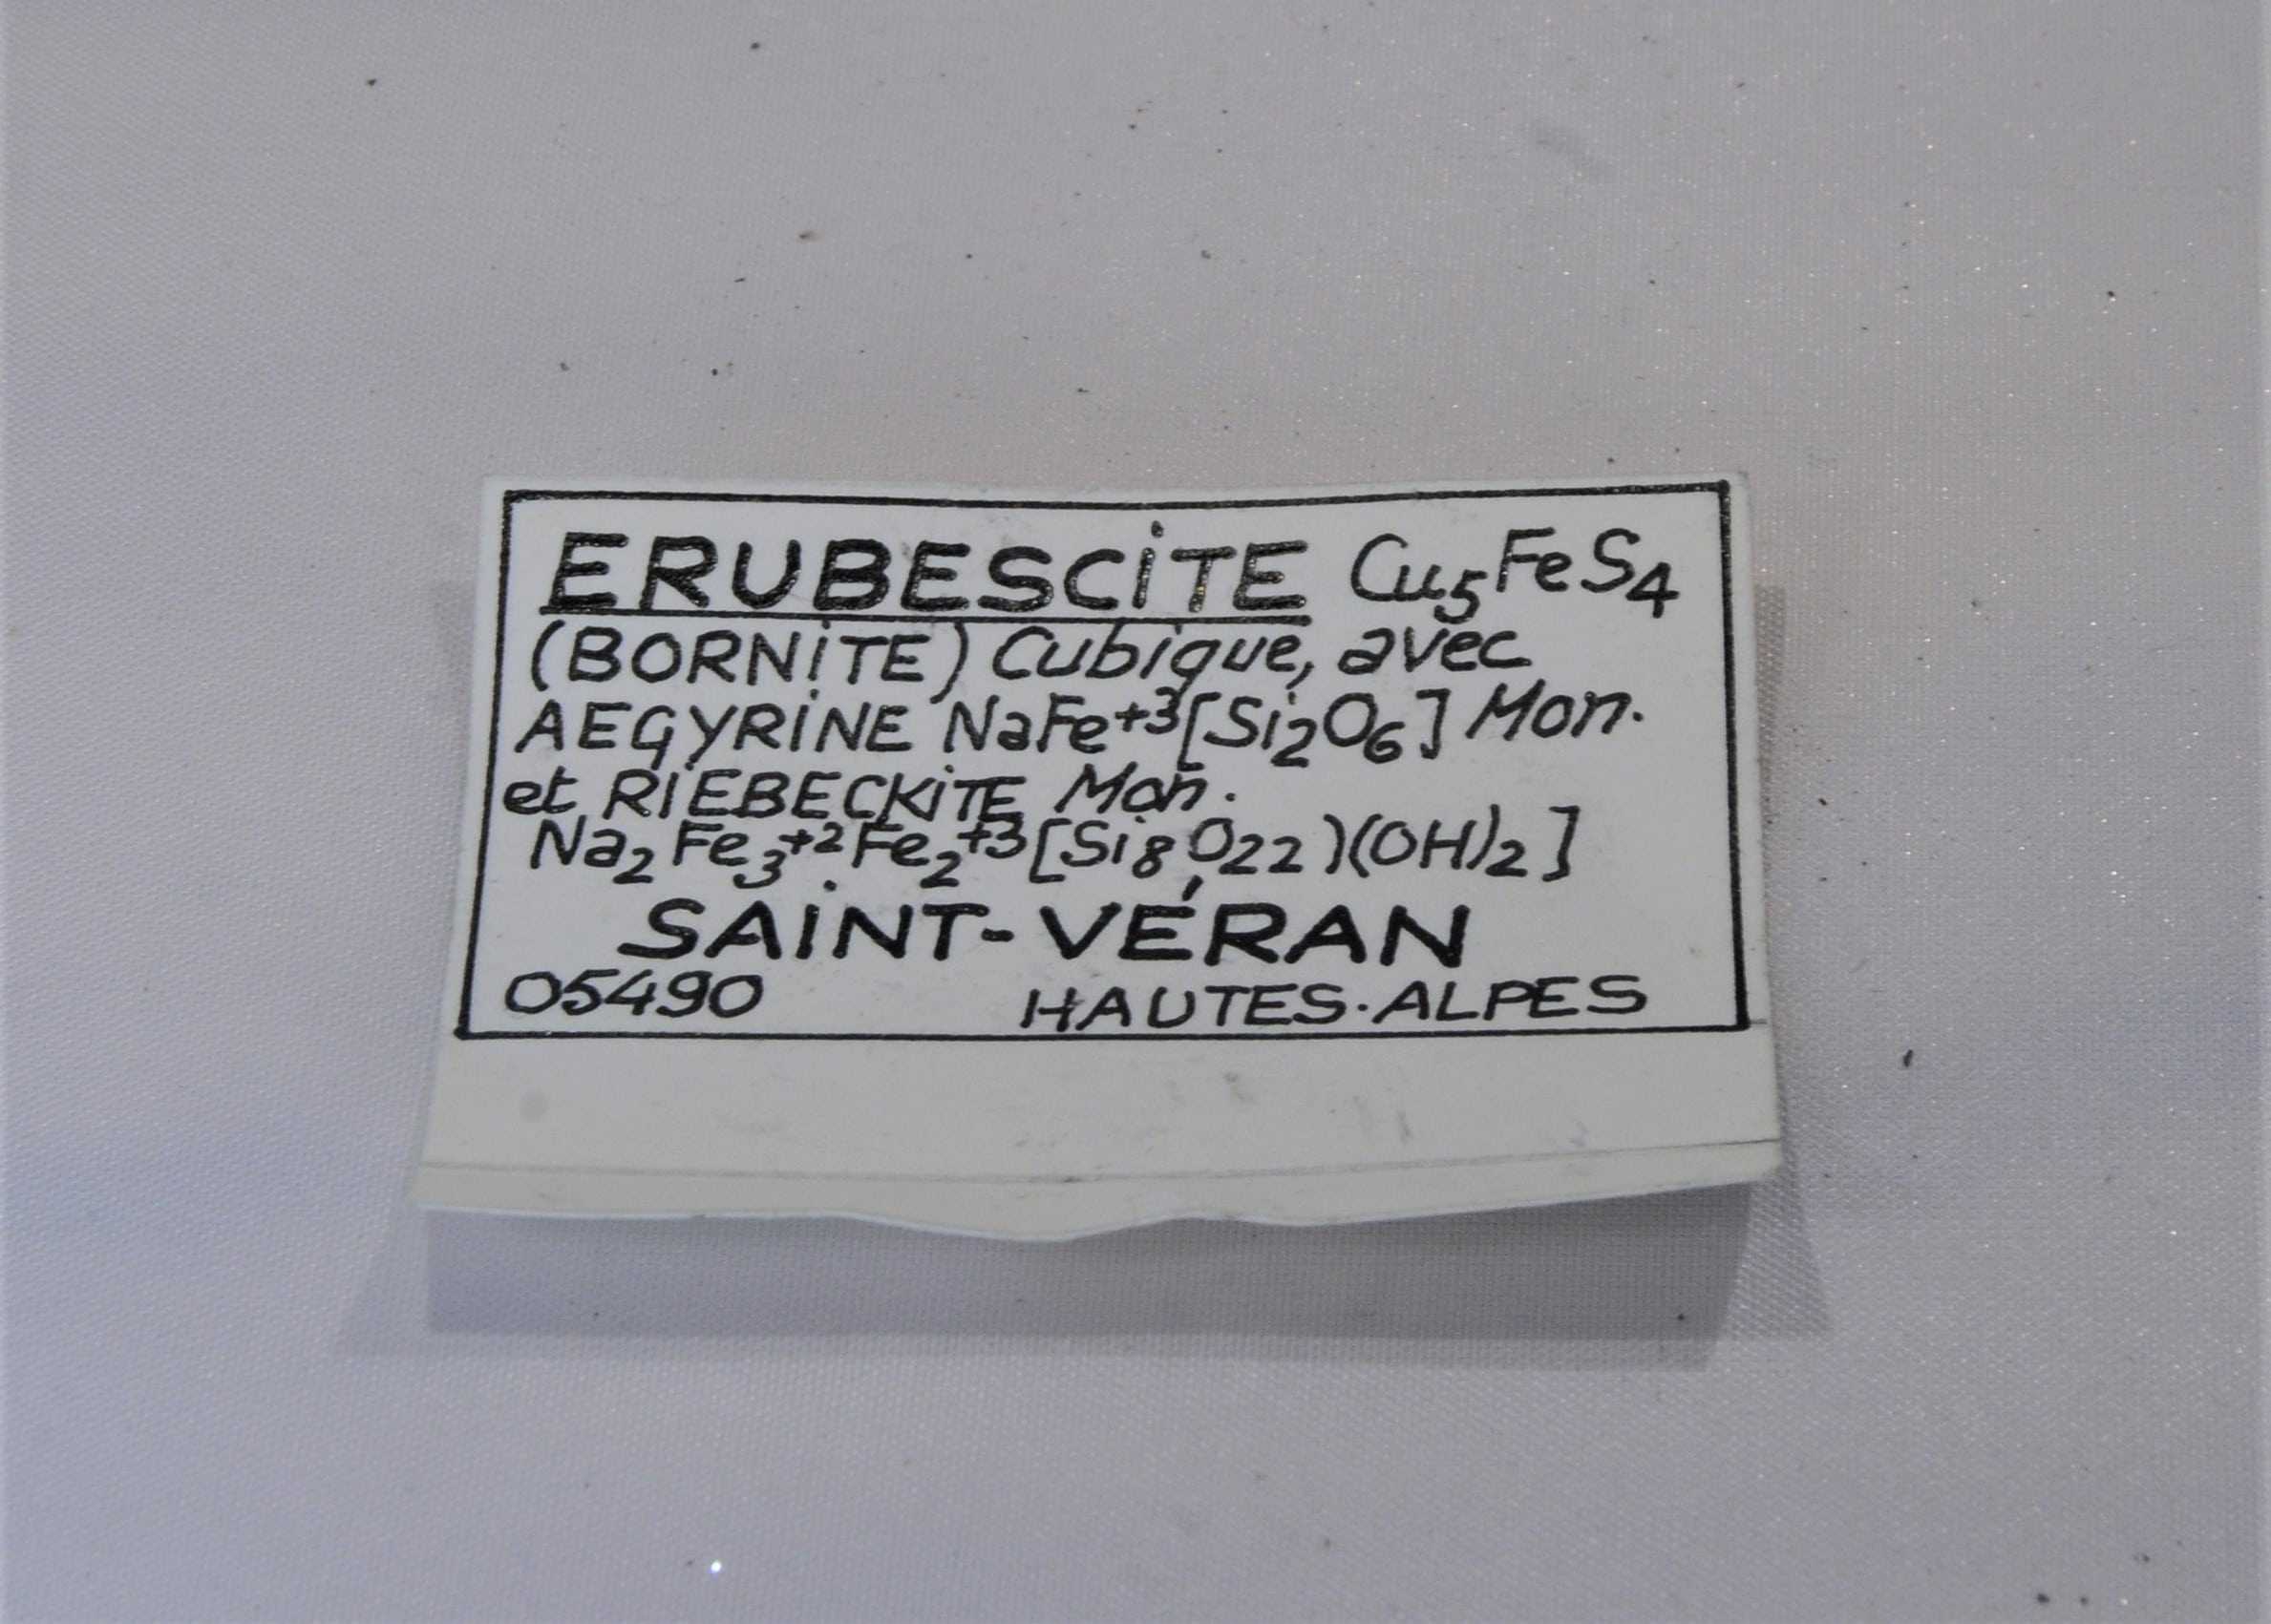 ERUBESCITE Cu₅FeS₄
(BORNITE) Cubique, avec
AEGYRINE NaFe⁺³[Si₂O₆] Mon.
et RIEBECKITE Mon.
Na₂Fe₃⁺²Fe₂⁺³[Si₈O₂₂)(OH)₂]
SAINT-VÉRAN
05490 HAUTES-ALPES